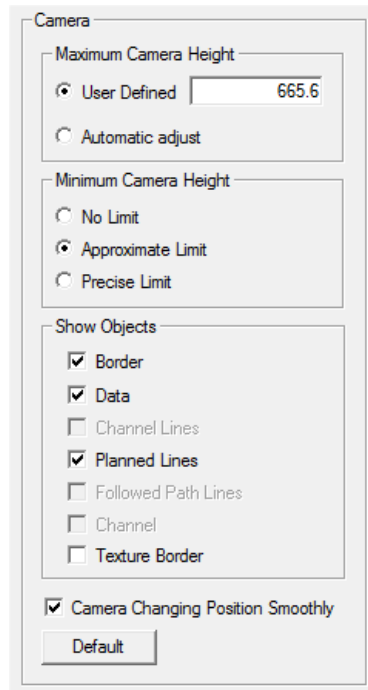 Camera
Maximum Camera Height
User Defined 665.6
Automatic adjust
Minimum Camera Height
No Limit
Approximate Limit
Precise Limit
Show Objects
Border
Data
Channel Lines
Planned Lines
Followed Path Lines
Channel
Texture Border
Camera Changing Position Smoothly
Default